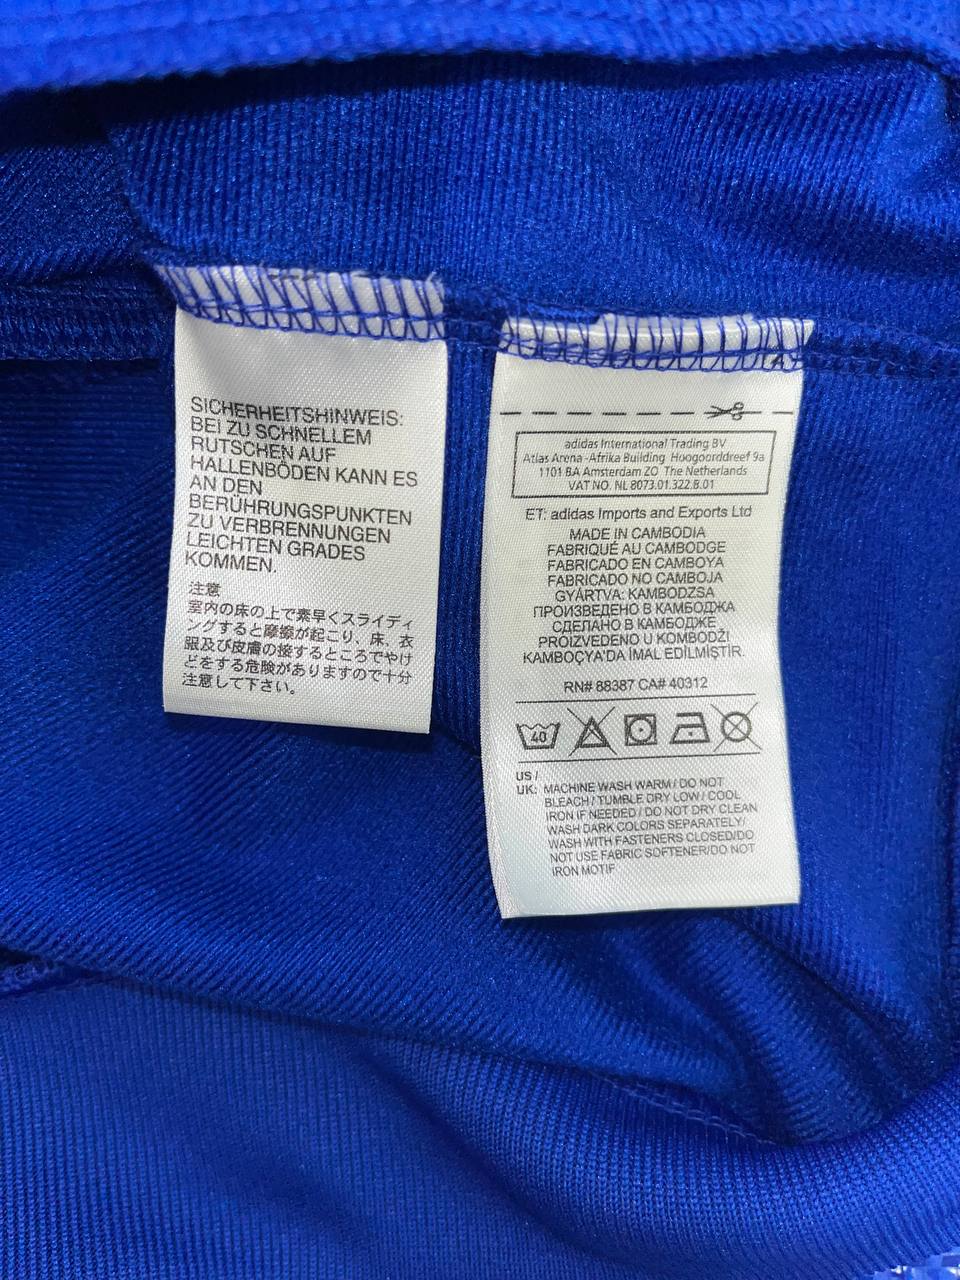 SICHERHEITSHINWEIS:
BEI ZU SCHNELLEM
RUTSCHEN AUF
HALLENBÖDEN KANN ES
AN DEN
BERÜHRUNGSPUNKTEN
ZU VERBRENNUNGEN
LEICHTEN GRADES
KOMMEN.
注意
室内の床の上で素早くスライディ
ングすると摩擦が起こり、床、衣
服及び皮膚の接するところでやけ
どをする危険がありますので十分
注意して下さい。
adidas International Trading BV
Atlas Arena -Afrika Building Hoogoorddreef 9a
1101 BA Amsterdam ZO The Netherlands
VAT NO. NL 8073.01.322.B.01
ET: adidas Imports and Exports Ltd
MADE IN CAMBODIA
FABRIQUÉ AU CAMBODGE
FABRICADO EN CAMBOYA
FABRICADO NO CAMBOJA
GYÁRTVA: KAMBODZSA
ПРОИЗВЕДЕНО В КАМБОДЖА
СДЕЛАНО В КАМБОДЖЕ
PROIZVEDENO U KOMBODŽI
KAMBOÇYA'DA İMAL EDİLMİŞTİR.
RN# 88387 CA# 40312
40
US /
UK: MACHINE WASH WARM / DO NOT
BLEACH / TUMBLE DRY LOW / COOL
IRON IF NEEDED / DO NOT DRY CLEAN
WASH DARK COLORS SEPARATELY/
WASH WITH FASTENERS CLOSED/DO
NOT USE FABRIC SOFTENER/DO NOT
IRON MOTIF